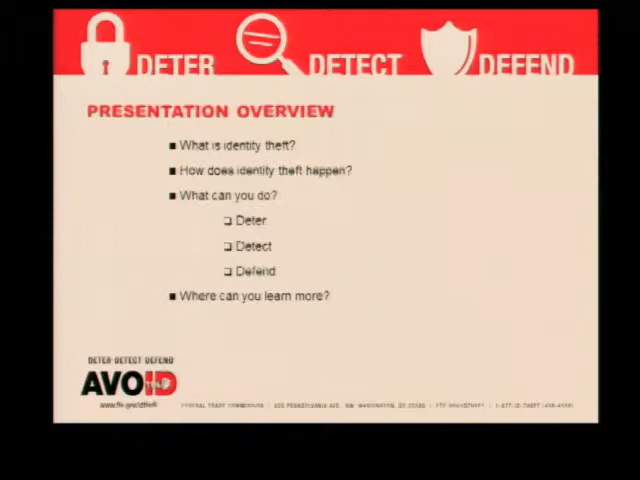 DETER DETECT DEFEND
PRESENTATION OVERVIEW
What is identity theft?
How does identity theft happen?
What can you do?
Deter
Detect
Defend
Where can you learn more?
DETER·DETECT·DEFEND
AVOID
FEDERAL TRADE COMMISSION